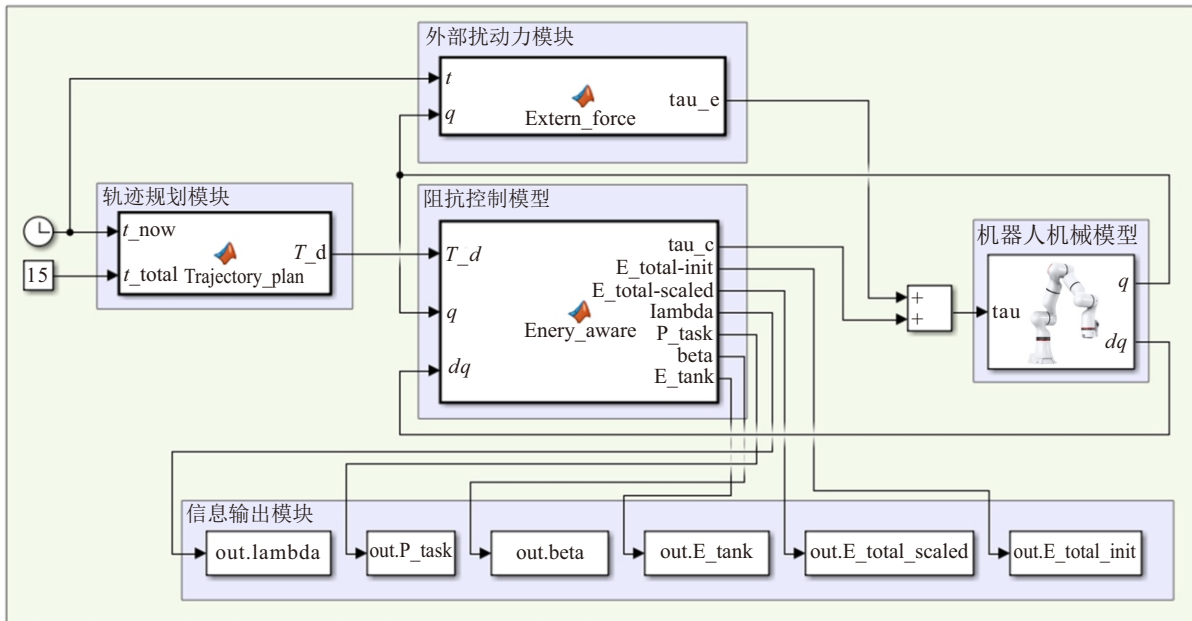 外部扰动力模块
t
q
Extern_force
tau_e
轨迹规划模块
t_now
t_total
Trajectory_plan
T_d
15
阻抗控制模型
T_d
q
dq
Enery_aware
tau_c
E_total-init
E_total-scaled
lambda
P_task
beta
E_tank
+
+
机器人机械模型
tau
q
dq
信息输出模块
out.lambda
out.P_task
out.beta
out.E_tank
out.E_total_scaled
out.E_total_init